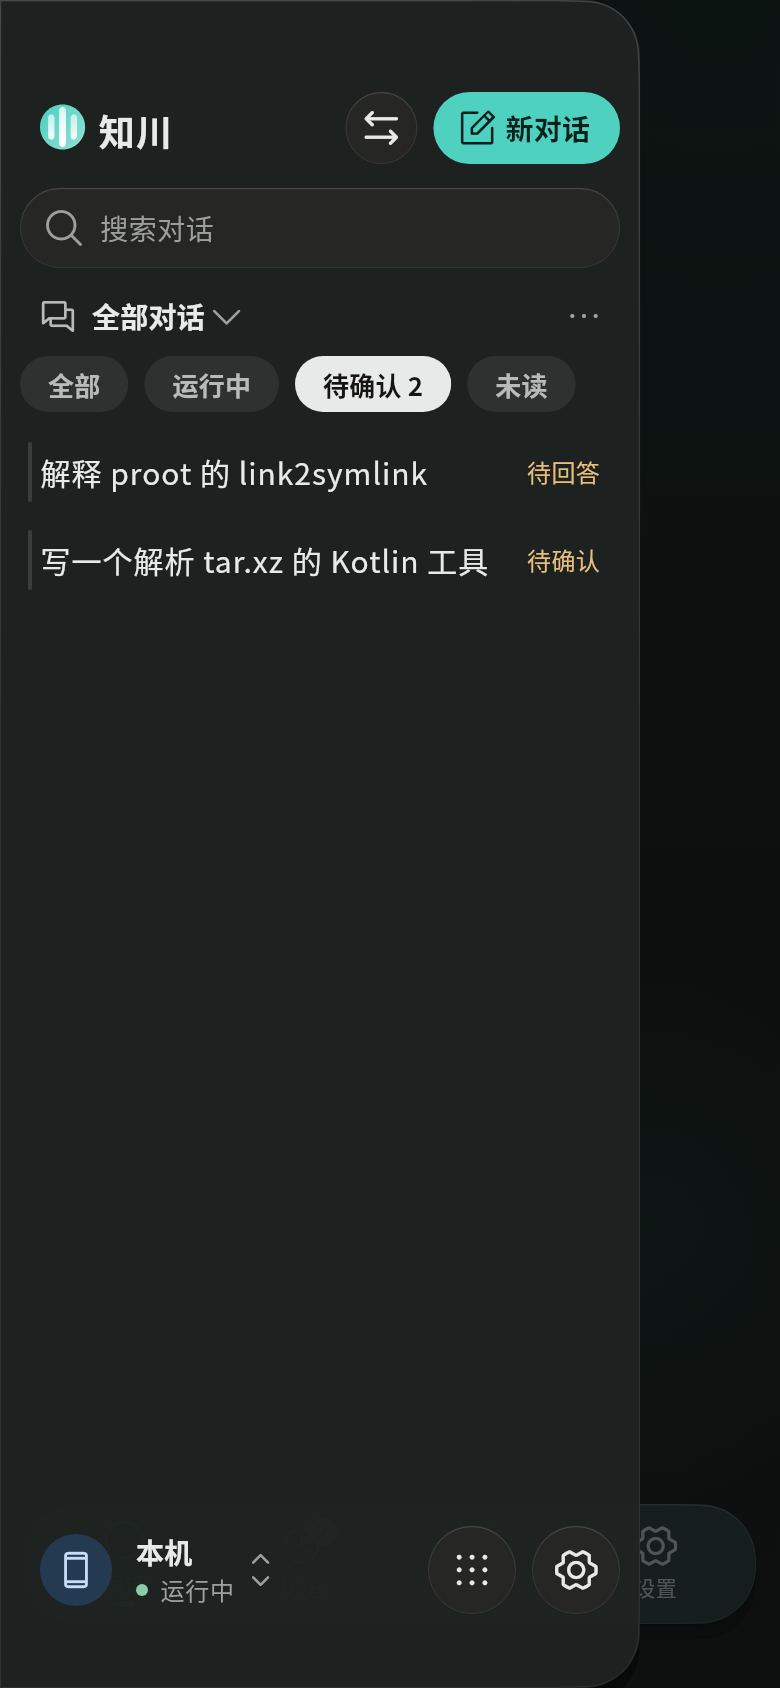 知川
新对话
搜索对话
全部对话
全部 运行中 待确认 2 未读
解释 proot 的 link2symlink 待回答
写一个解析 tar.xz 的 Kotlin 工具 待确认
本机
运行中
设置